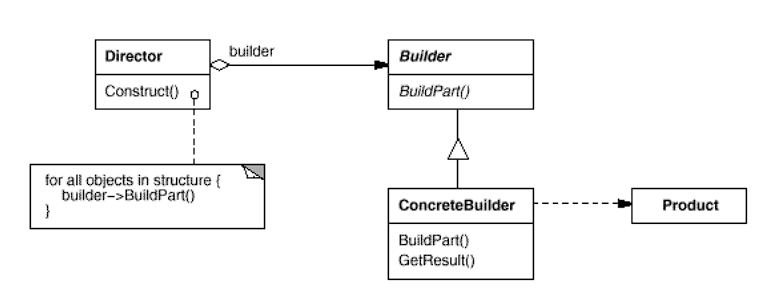 Director
Construct()
builder
Builder
BuildPart()
for all objects in structure {
builder->BuildPart()
}
ConcreteBuilder
BuildPart()
GetResult()
Product